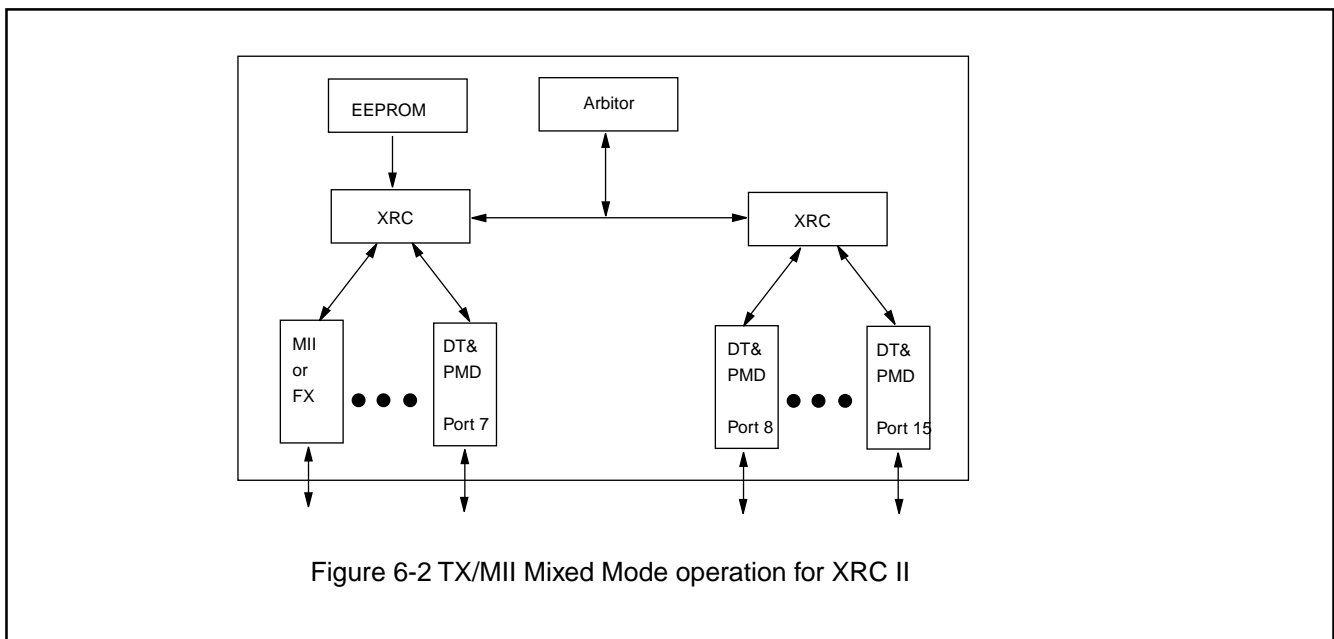 EEPROM
Arbitor
XRC
XRC
MII
or
FX
DT&
PMD
Port 7
DT&
PMD
Port 8
DT&
PMD
Port 15
Figure 6-2 TX/MII Mixed Mode operation for XRC II